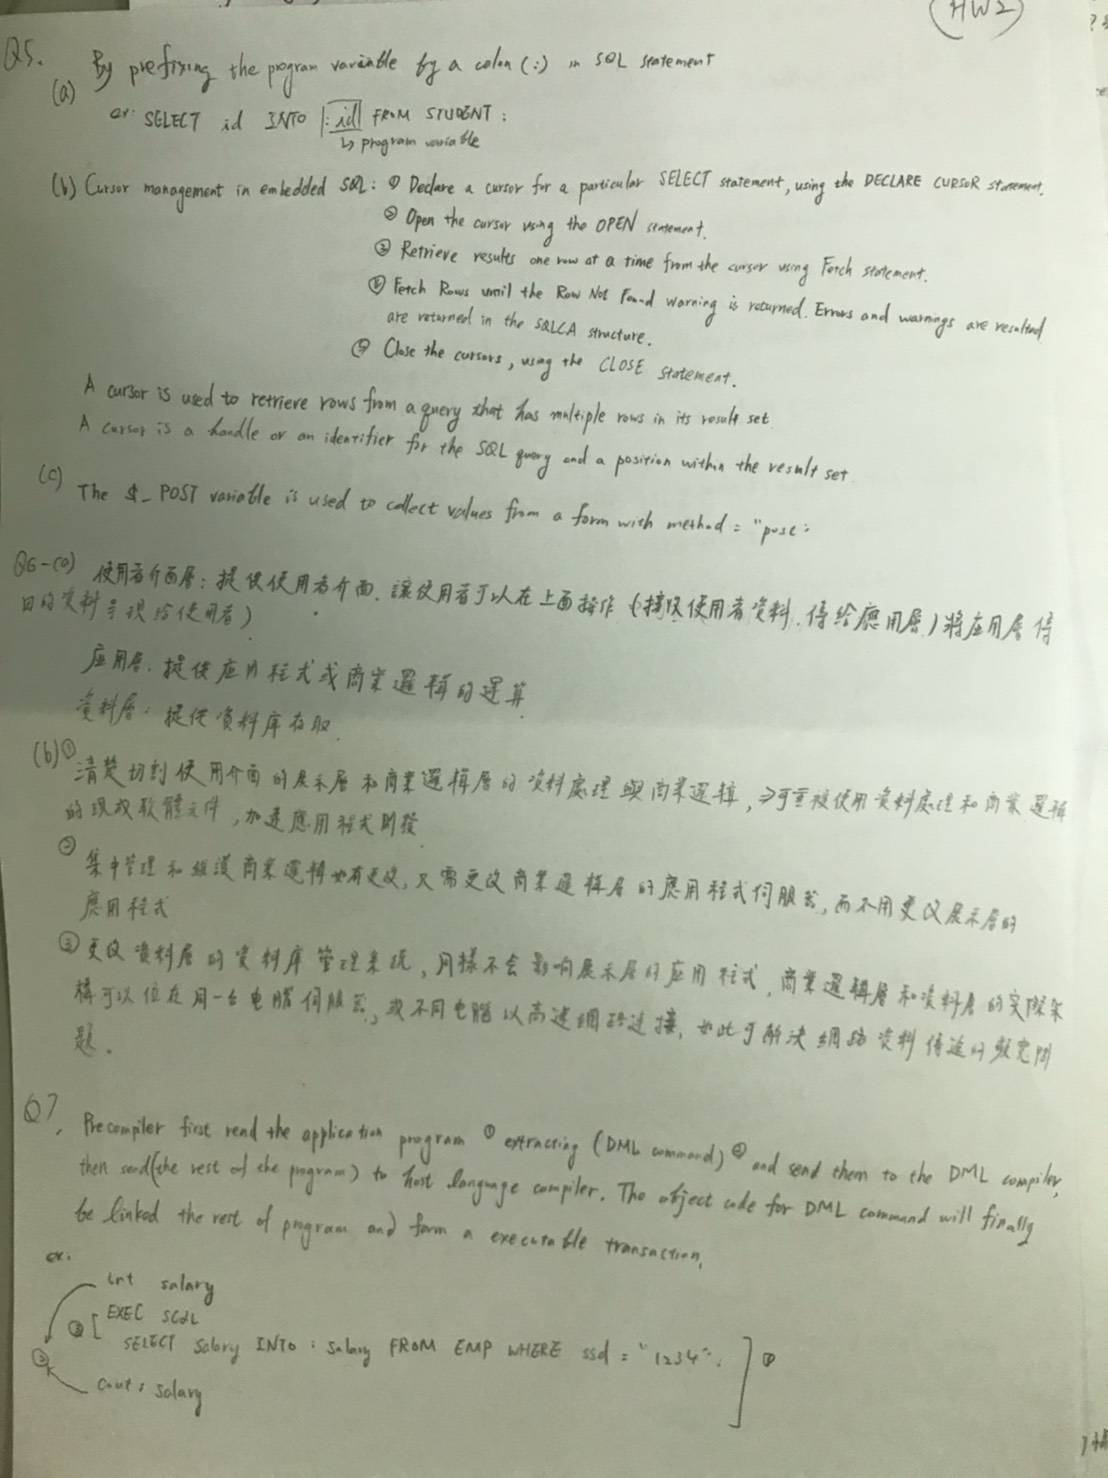 HW2
Q5.
(a) By prefixing the program variable by a colon (:) in SQL statement
ex: SELECT id INTO :id FROM STUDENT;
↳ program variable
(b) Cursor management in embedded SQL: ① Declare a cursor for a particular SELECT statement, using the DECLARE CURSOR statement.
② Open the cursor using the OPEN statement.
③ Retrieve results one row at a time from the cursor using Fetch statement.
④ Fetch Rows until the Row Not Found warning is returned. Errors and warnings are resulted
are returned in the SQLCA structure.
⑤ Close the cursors, using the CLOSE statement.
A cursor is used to retrieve rows from a query that has multiple rows in its result set
A cursor is a handle or an identifier for the SQL query and a position within the result set
(c) The $_POST variable is used to collect values from a form with method = "post"
Q6-(a) 使用者介面層：提供使用者介面，讓使用者可以在上面操作（接收使用者資料，傳給應用層）將应用层傳
回的資料呈現給使用者）
应用层：提供应用程式或商業邏輯的運算
資料層：提供資料庫存取
(b)① 清楚切割使用介面的展示層和商業邏輯層的資料處理與商業邏輯，⇒可重複使用資料處理和商業邏輯
的現成軟體元件，加速應用程式開發
② 集中管理和維護商業邏輯如有更改，只需更改商業邏輯層的應用程式伺服器，而不用更改展示層的
應用程式
③ 更改資料層的資料庫管理系統，同樣不会影响展示层的应用程式，商業邏輯層和資料層的实際架
構可以位在同一台电腦伺服器，或不同电腦以高速網路連接，如此可解決網路資料傳送的頻寬問
題。
Q7. Precompiler first read the application program ① extracting (DML command) ② and send them to the DML compiler,
then send (the rest of the program) to host language compiler. The object code for DML command will finally
be linked the rest of program and form a executable transaction.
ex.
int salary
② [ EXEC SQL
SELECT Salary INTO : salary FROM EMP WHERE ssd = "1234"; ] ①
cout: salary